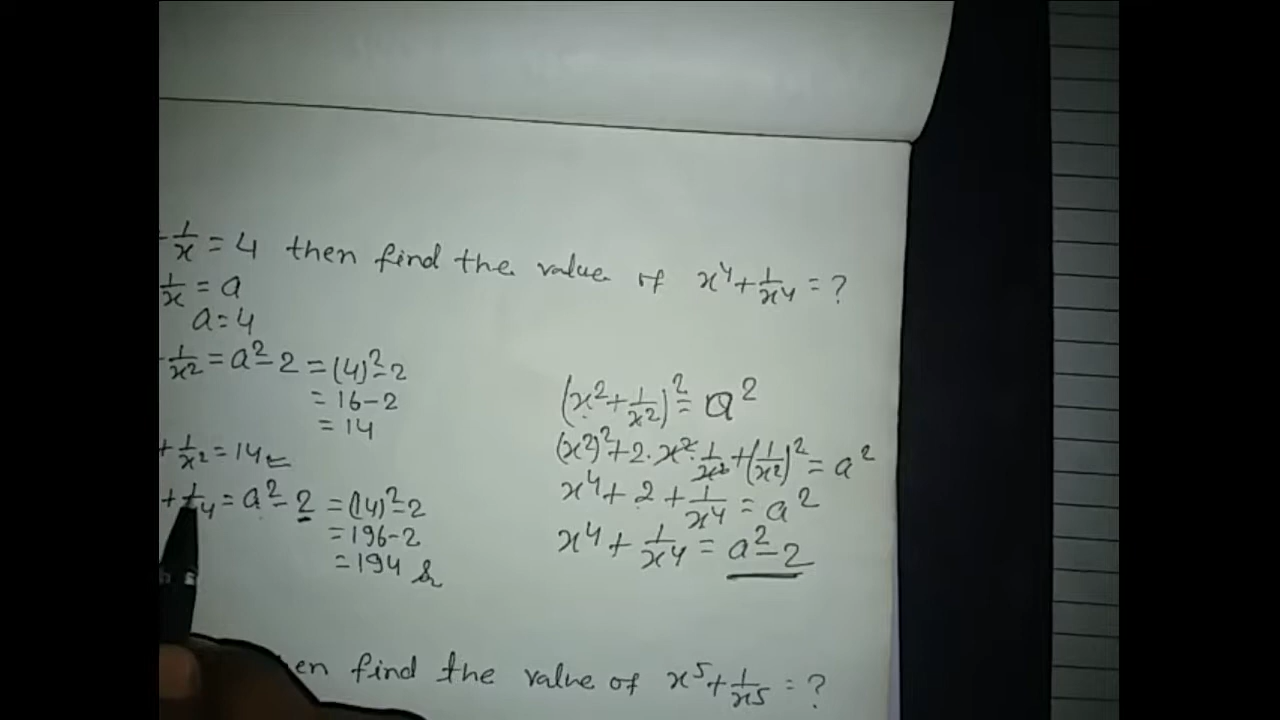 1/x = 4 then find the value of x⁴ + 1/x⁴ = ?
1/x = a
a = 4
1/x² = a² - 2 = (4)² - 2
= 16 - 2
= 14
+ 1/x² = 14
+ 1/x⁴ = a² - 2 = (14)² - 2
= 196 - 2
= 194
(x² + 1/x²)² = a²
(x²)² + 2·x²·1/x² + (1/x²)² = a²
x⁴ + 2 + 1/x⁴ = a²
x⁴ + 1/x⁴ = a² - 2
find the value of x⁵ + 1/x⁵ = ?